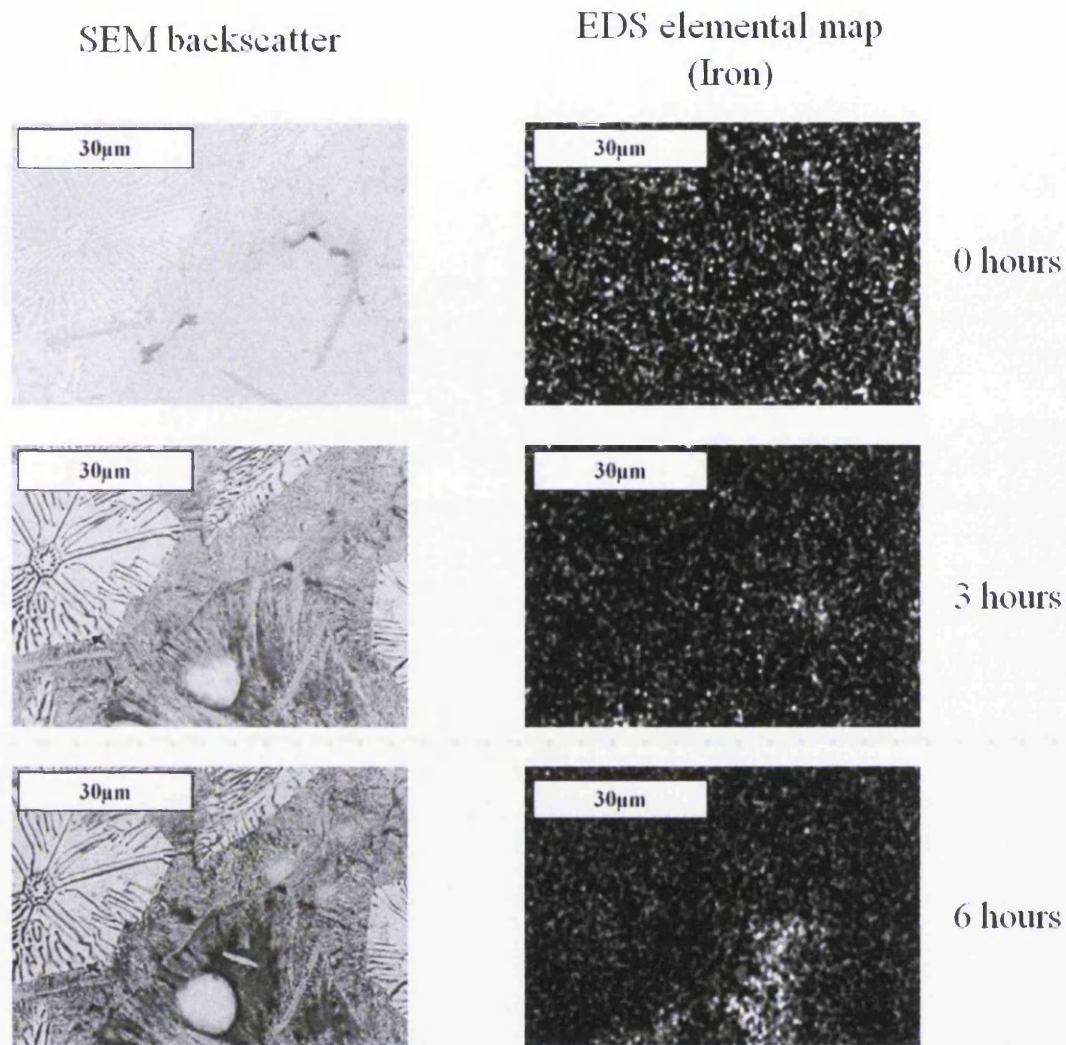 SEM backscatter
EDS elemental map
(Iron)
30µm
30µm
0 hours
30µm
30µm
3 hours
30µm
30µm
6 hours